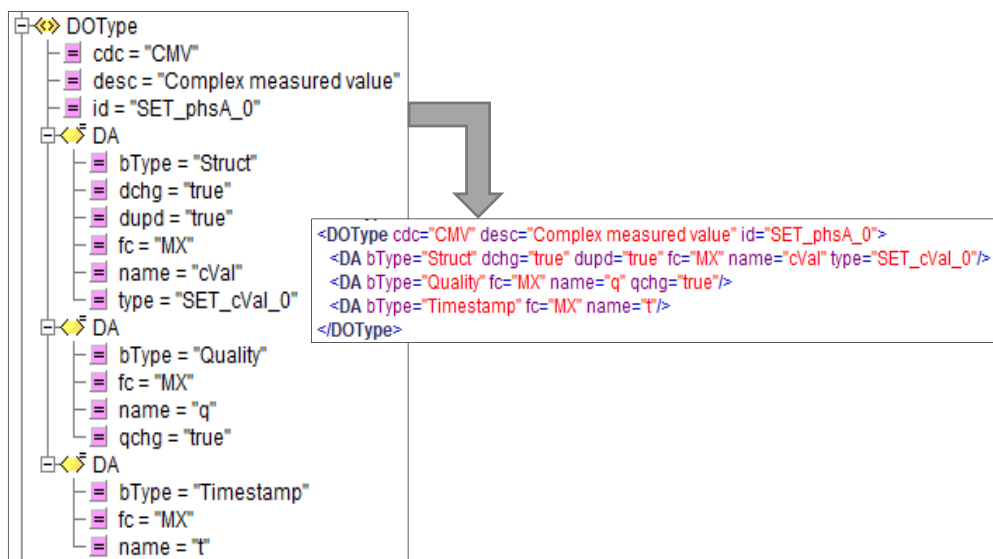 DOType
cdc = "CMV"
desc = "Complex measured value"
id = "SET_phsA_0"
DA
bType = "Struct"
dchg = "true"
dupd = "true"
fc = "MX"
name = "cVal"
type = "SET_cVal_0"
DA
bType = "Quality"
fc = "MX"
name = "q"
qchg = "true"
DA
bType = "Timestamp"
fc = "MX"
name = "t"
<DOType cdc="CMV" desc="Complex measured value" id="SET_phsA_0">
<DA bType="Struct" dchg="true" dupd="true" fc="MX" name="cVal" type="SET_cVal_0"/>
<DA bType="Quality" fc="MX" name="q" qchg="true"/>
<DA bType="Timestamp" fc="MX" name="t"/>
</DOType>